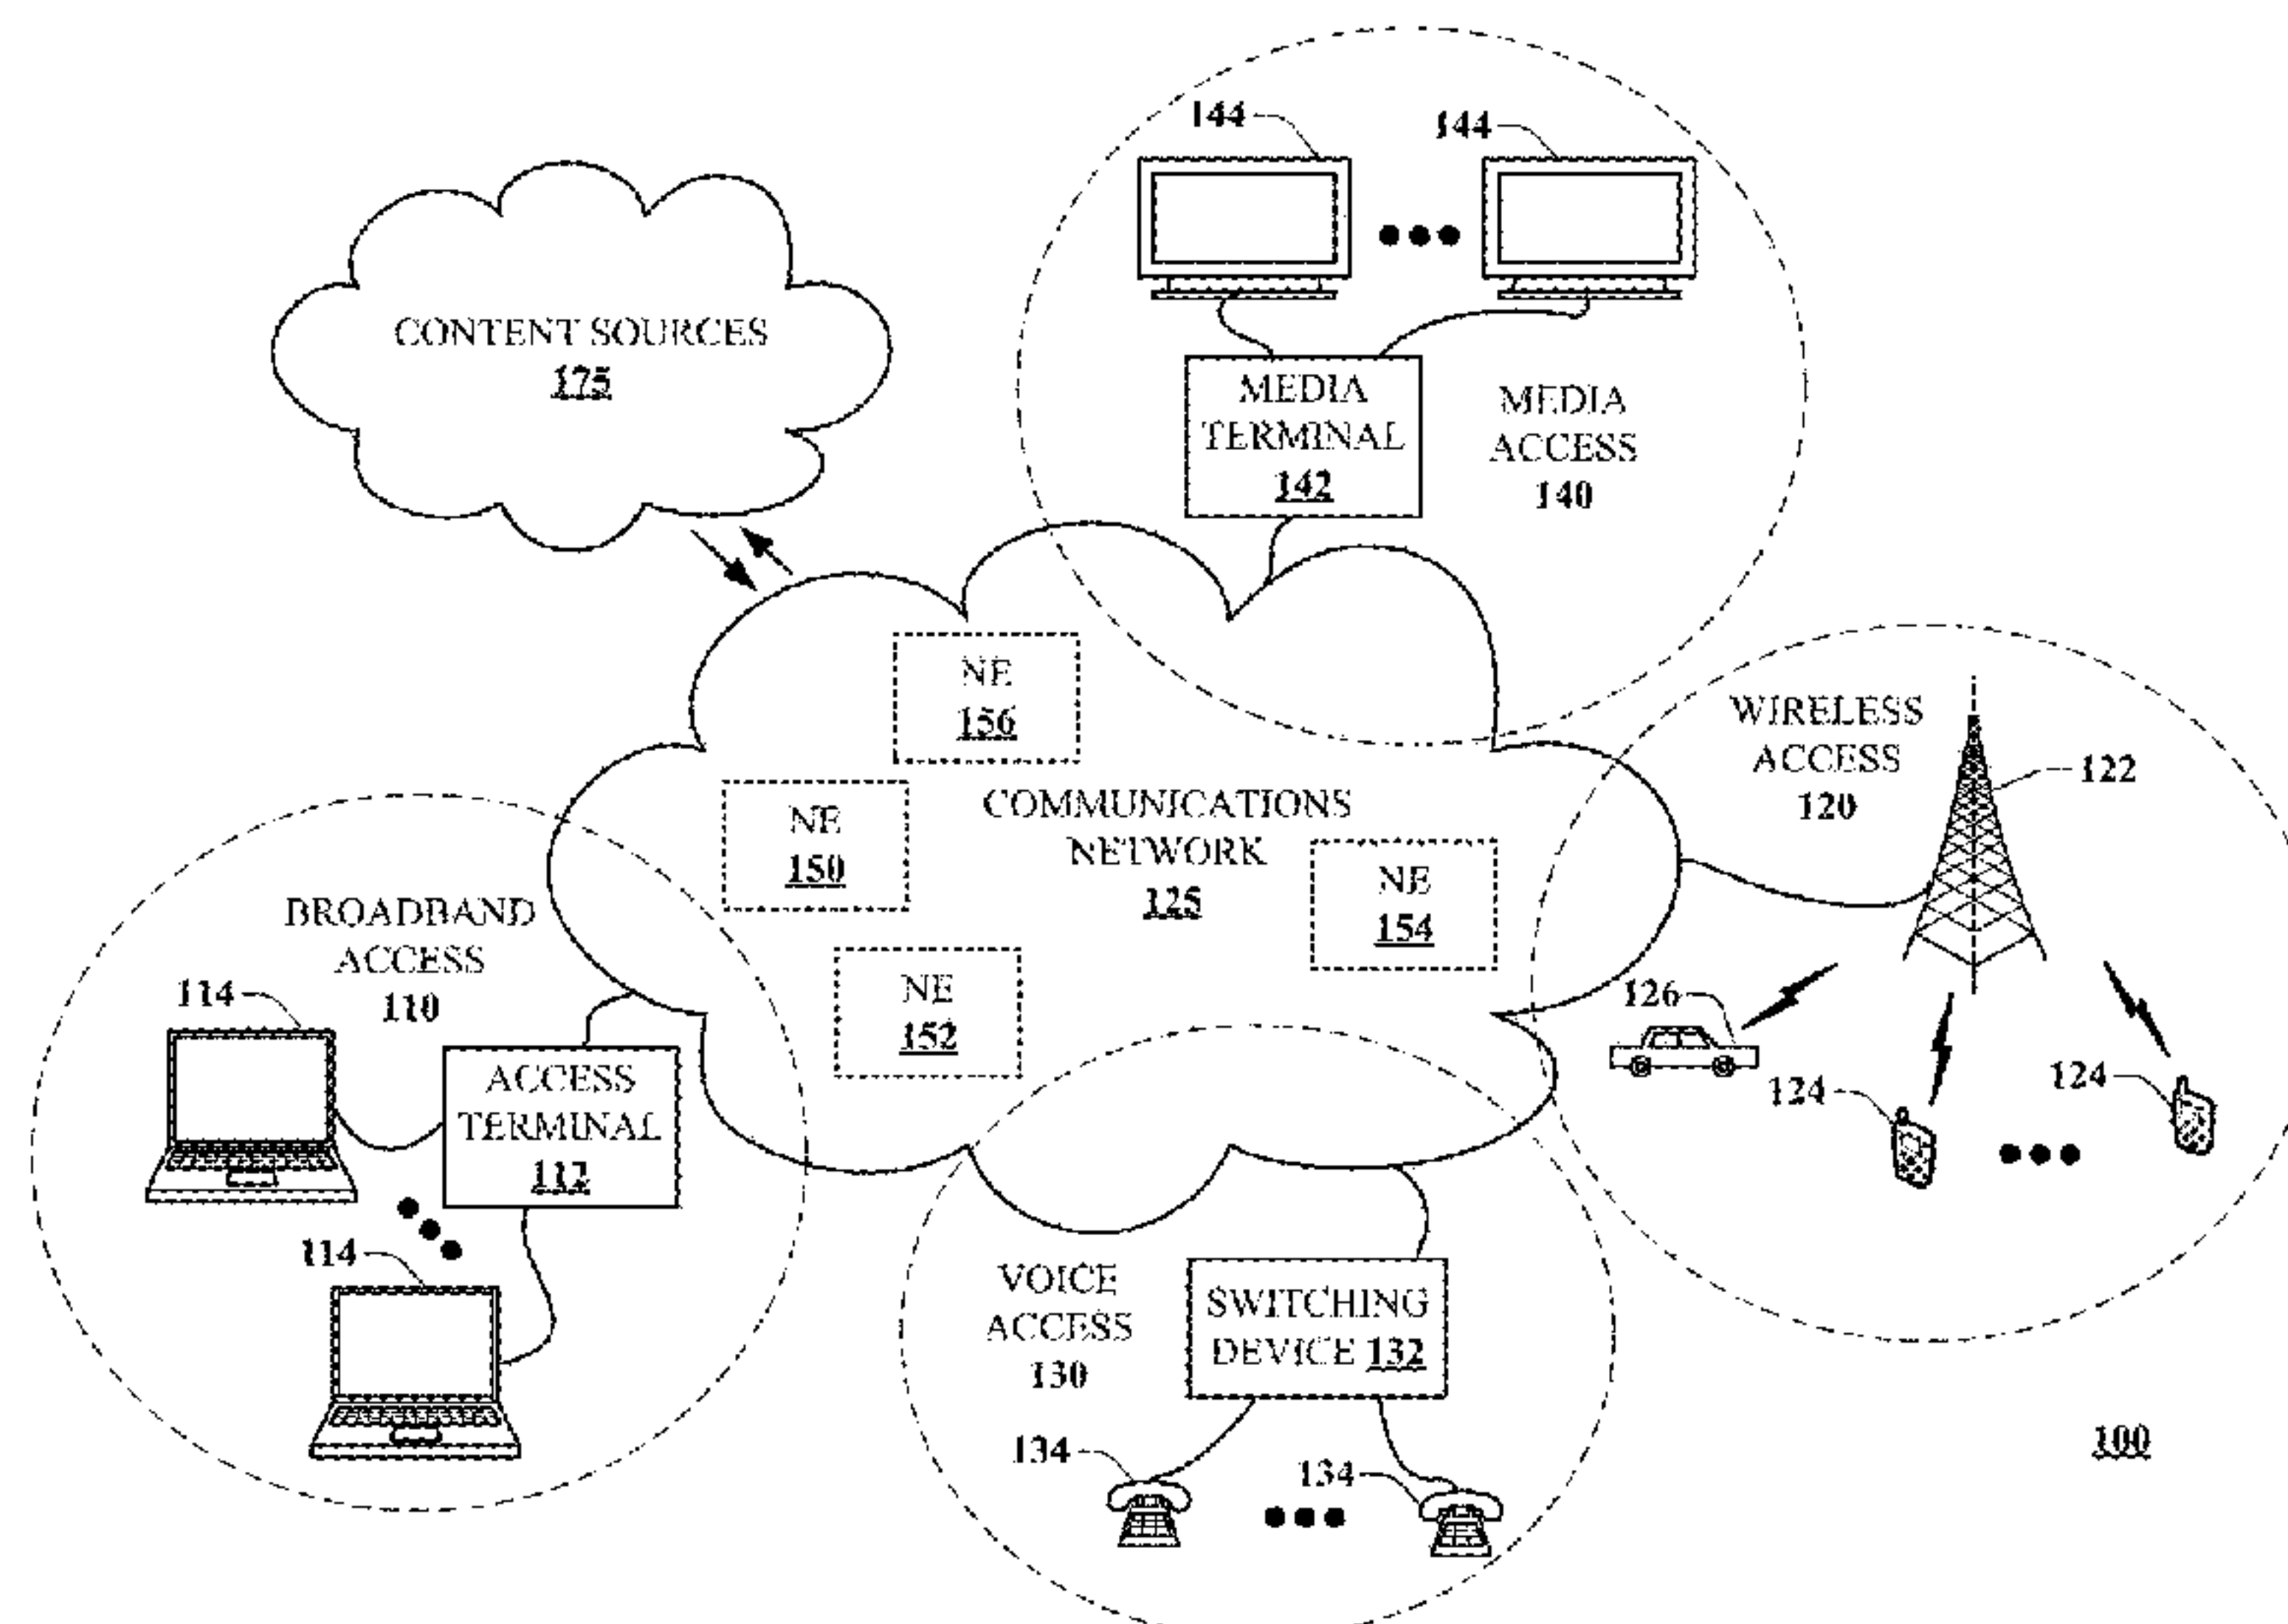 144
144
CONTENT SOURCES
175
MEDIA
TERMINAL
142
MEDIA
ACCESS
140
NE
156
WIRELESS
ACCESS
120
122
NE
150
COMMUNICATIONS
NETWORK
125
NE
154
BROADBAND
ACCESS
110
114
NE
152
126
ACCESS
TERMINAL
112
124
124
114
VOICE
ACCESS
130
SWITCHING
DEVICE 132
134
134
100